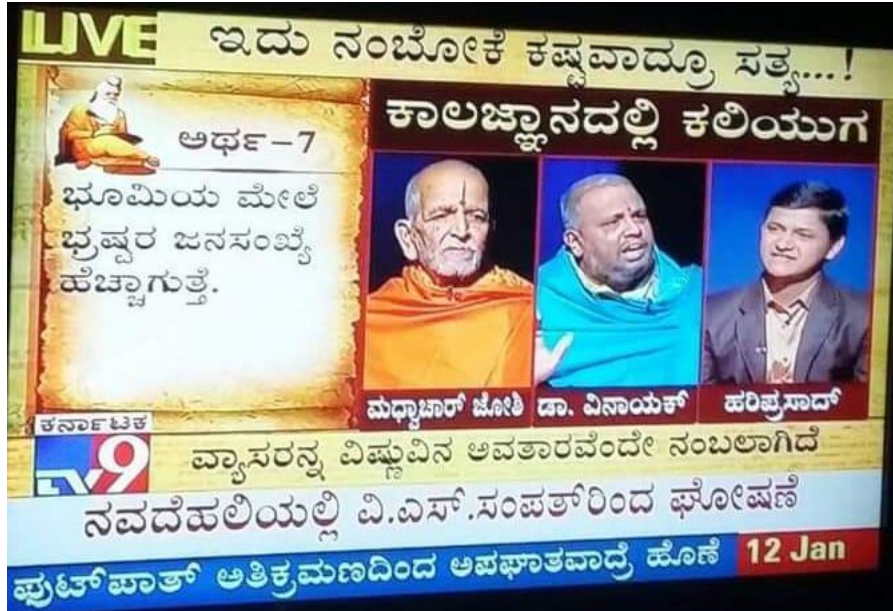 LIVE
ಇದು ನಂಬೋಕೆ ಕಷ್ಟವಾದ್ರೂ ಸತ್ಯ...!
ಅರ್ಥ-7
ಭೂಮಿಯ ಮೇಲೆ
ಭ್ರಷ್ಟರ ಜನಸಂಖ್ಯೆ
ಹೆಚ್ಚಾಗುತ್ತೆ.
ಕಾಲಜ್ಞಾನದಲ್ಲಿ ಕಲಿಯುಗ
ಮಧ್ವಾಚಾರ್ ಜೋಶಿ
ಡಾ. ವಿನಾಯಕ್
ಹರಿಪ್ರಸಾದ್
ಕರ್ನಾಟಕ
TV9
ವ್ಯಾಸರನ್ನ ವಿಷ್ಣುವಿನ ಅವತಾರವೆಂದೇ ನಂಬಲಾಗಿದೆ
ನವದೆಹಲಿಯಲ್ಲಿ ವಿ.ಎಸ್.ಸಂಪತ್‌ರಿಂದ ಘೋಷಣೆ
ಫುಟ್‌ಪಾತ್ ಅತಿಕ್ರಮಣದಿಂದ ಅಪಘಾತವಾದ್ರೆ ಹೊಣೆ
12 Jan